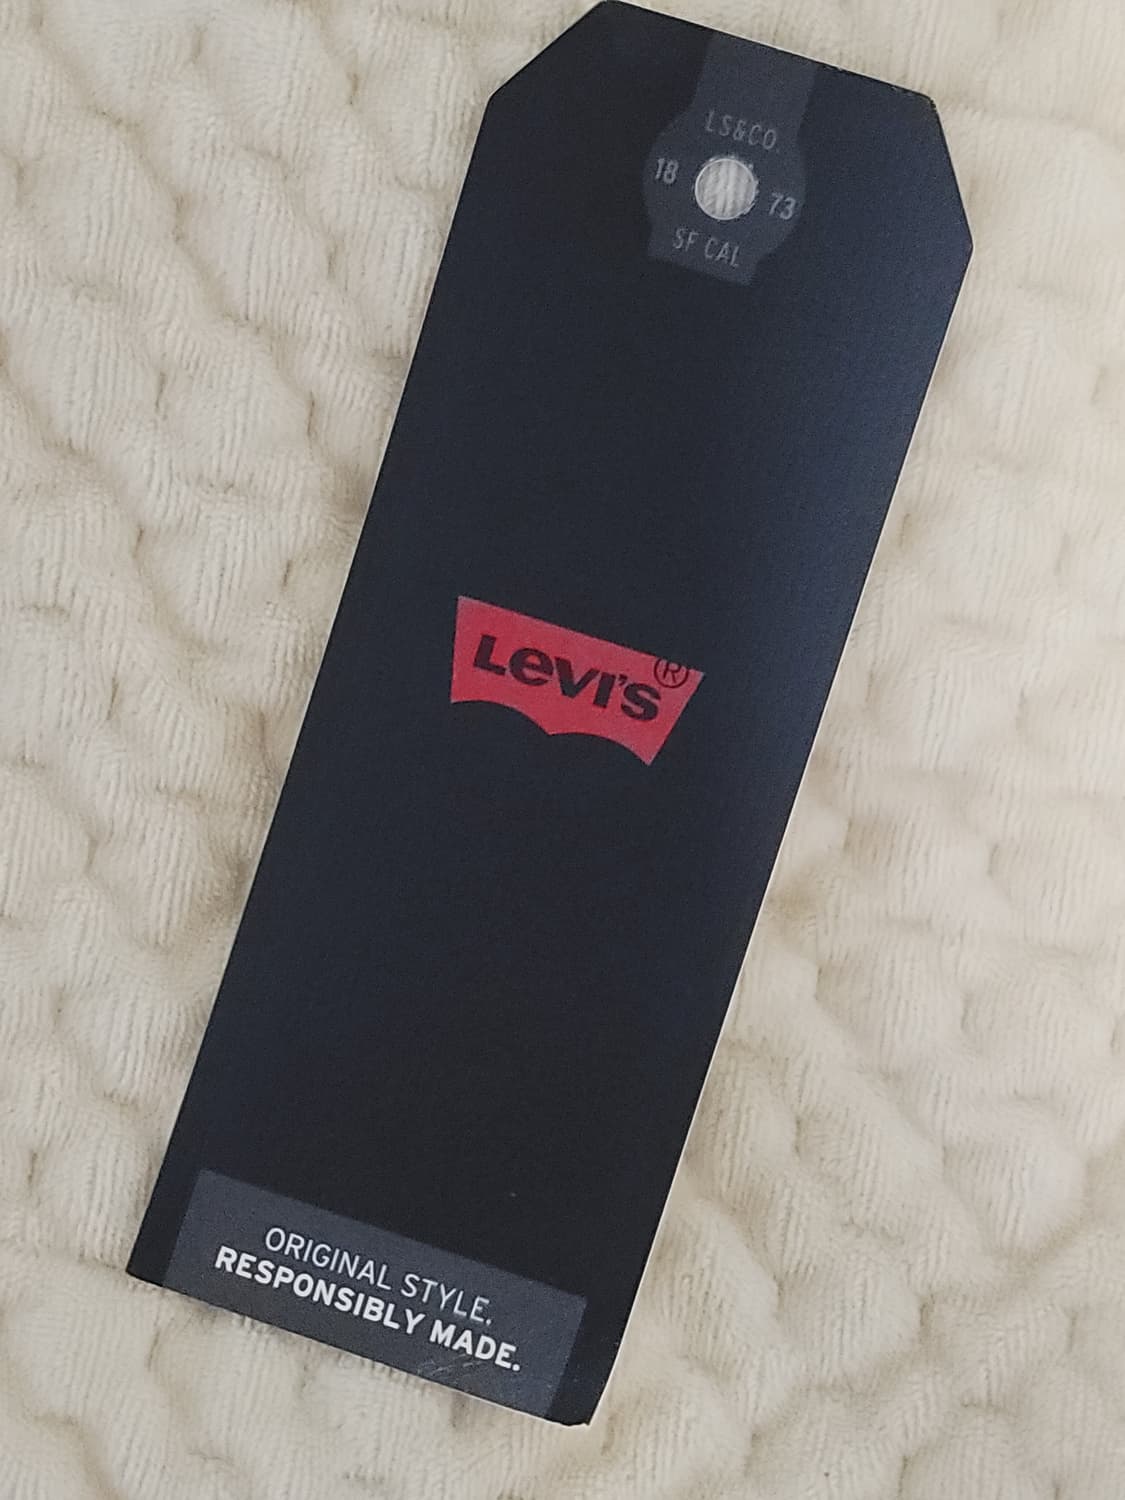 LS&CO.
18 73
SF CAL
Levi's®
ORIGINAL STYLE.
RESPONSIBLY MADE.